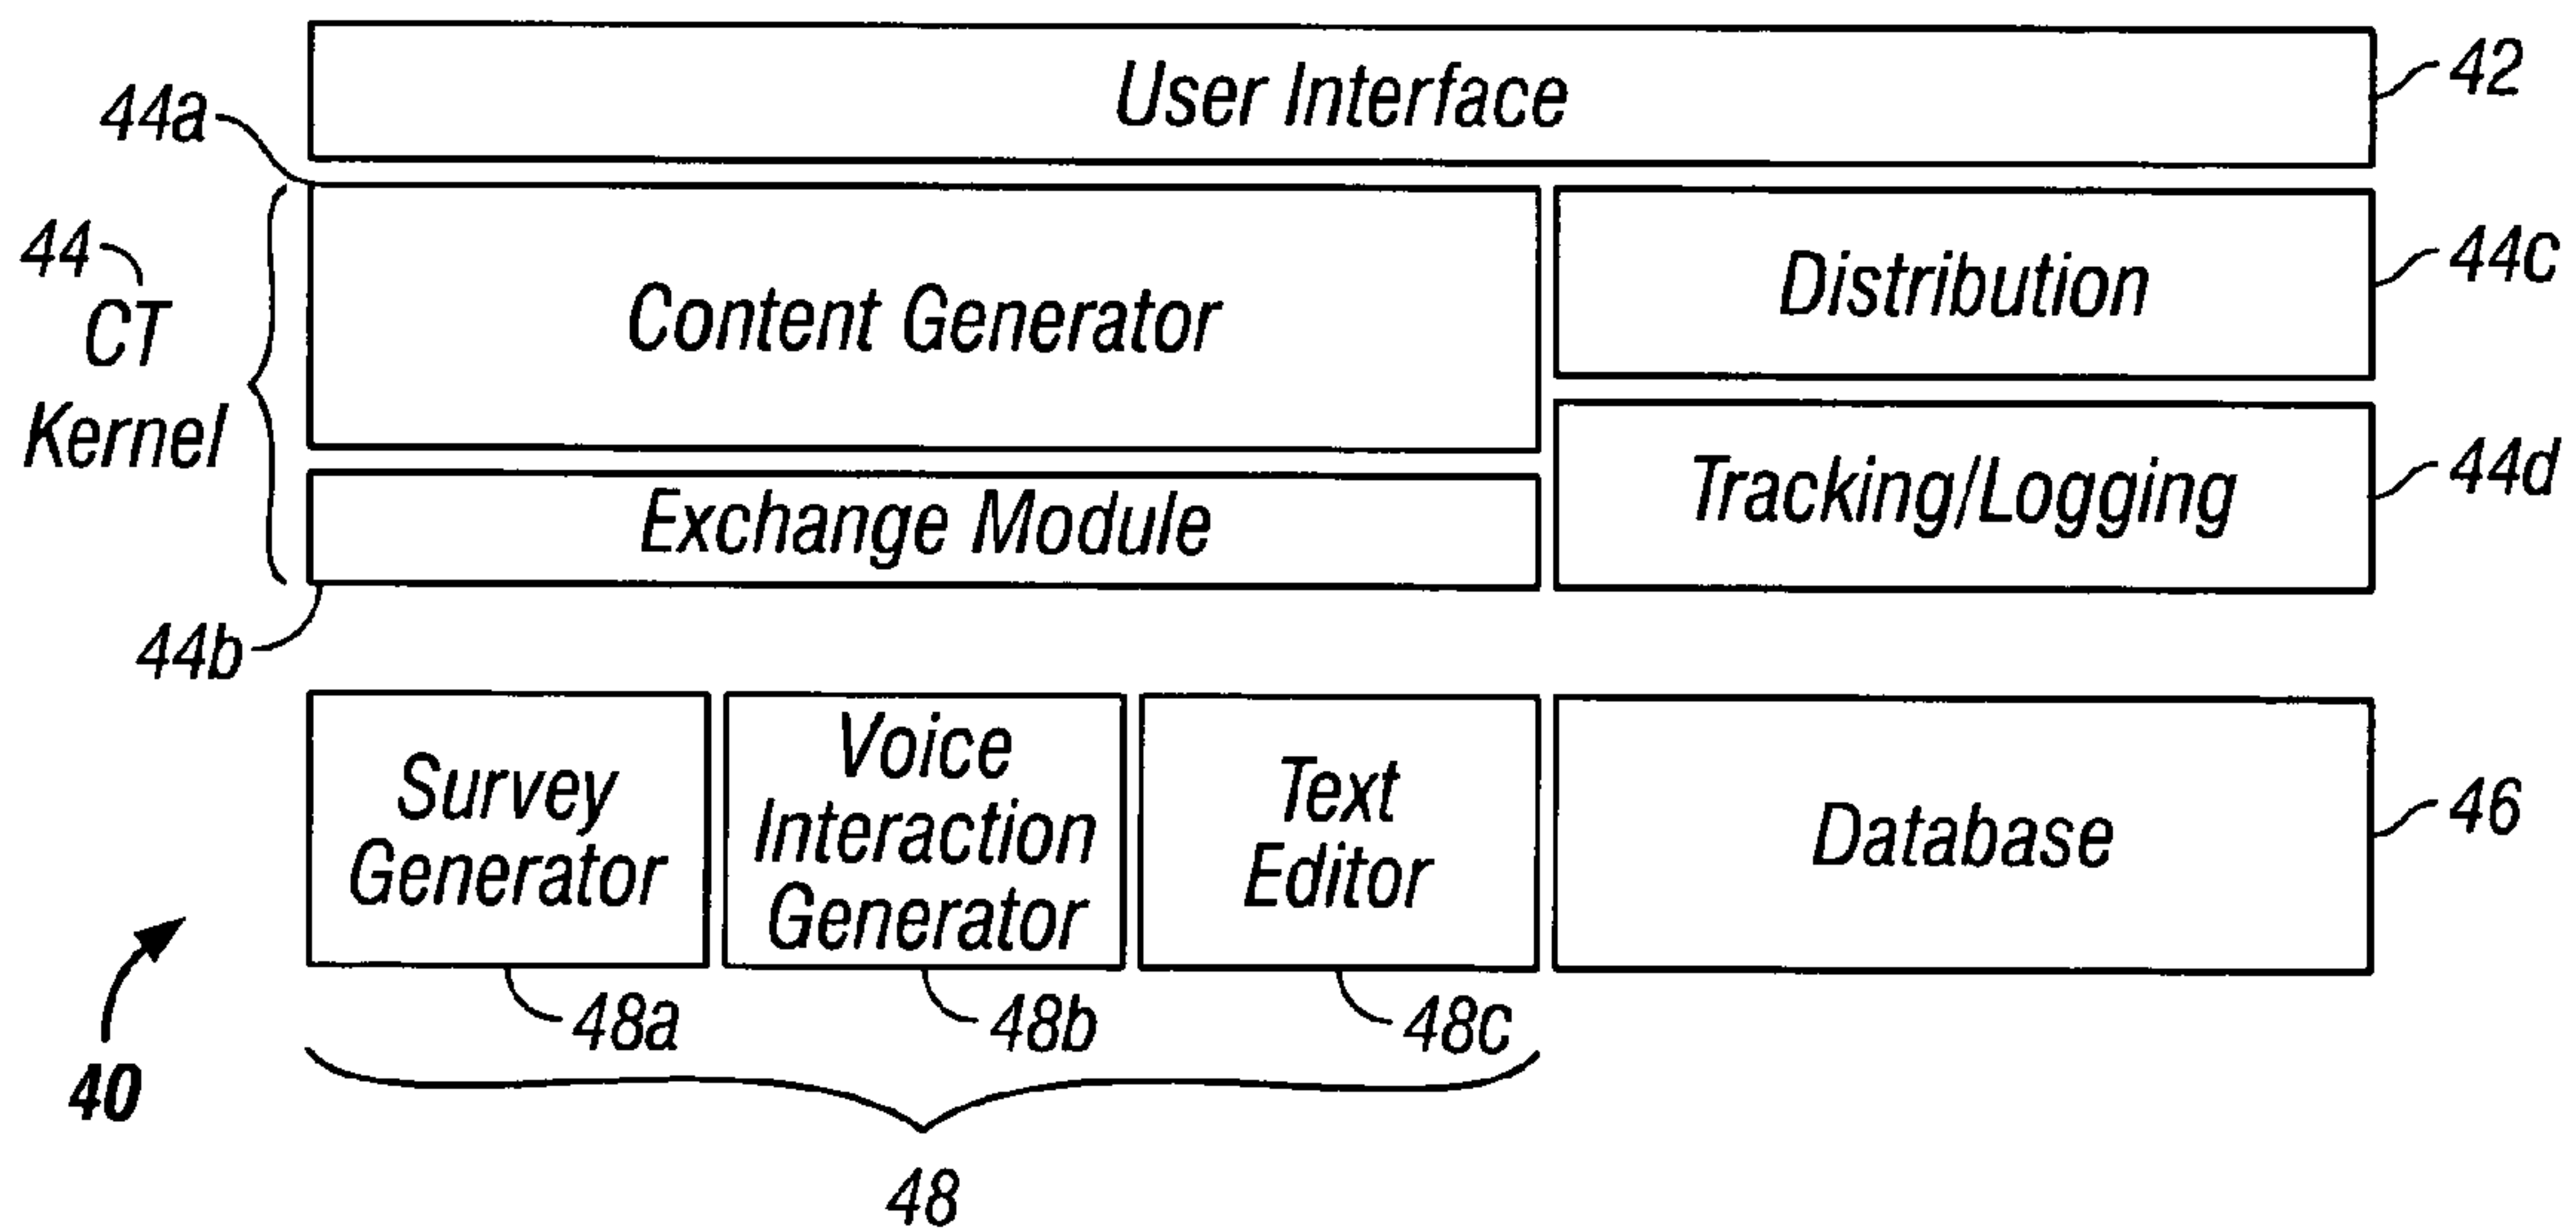 User Interface
42
44a
44
CT
Kernel
Content Generator
Distribution
44c
Exchange Module
Tracking/Logging
44d
44b
Survey
Generator
Voice
Interaction
Generator
Text
Editor
Database
46
48a
48b
48c
40
48